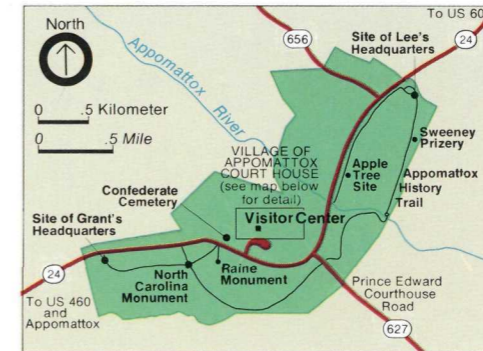 North
0 .5 Kilometer
0 .5 Mile
To US 60
24
656
Site of Lee's
Headquarters
Appomattox
River
Sweeney
Prizery
VILLAGE OF
APPOMATTOX
COURT HOUSE
(see map below
for detail)
Apple
Tree
Site
Appomattox
History
Trail
Confederate
Cemetery
Visitor Center
Site of Grant's
Headquarters
North
Carolina
Monument
Raine
Monument
24
To US 460
and
Appomattox
Prince Edward
Courthouse
Road
627